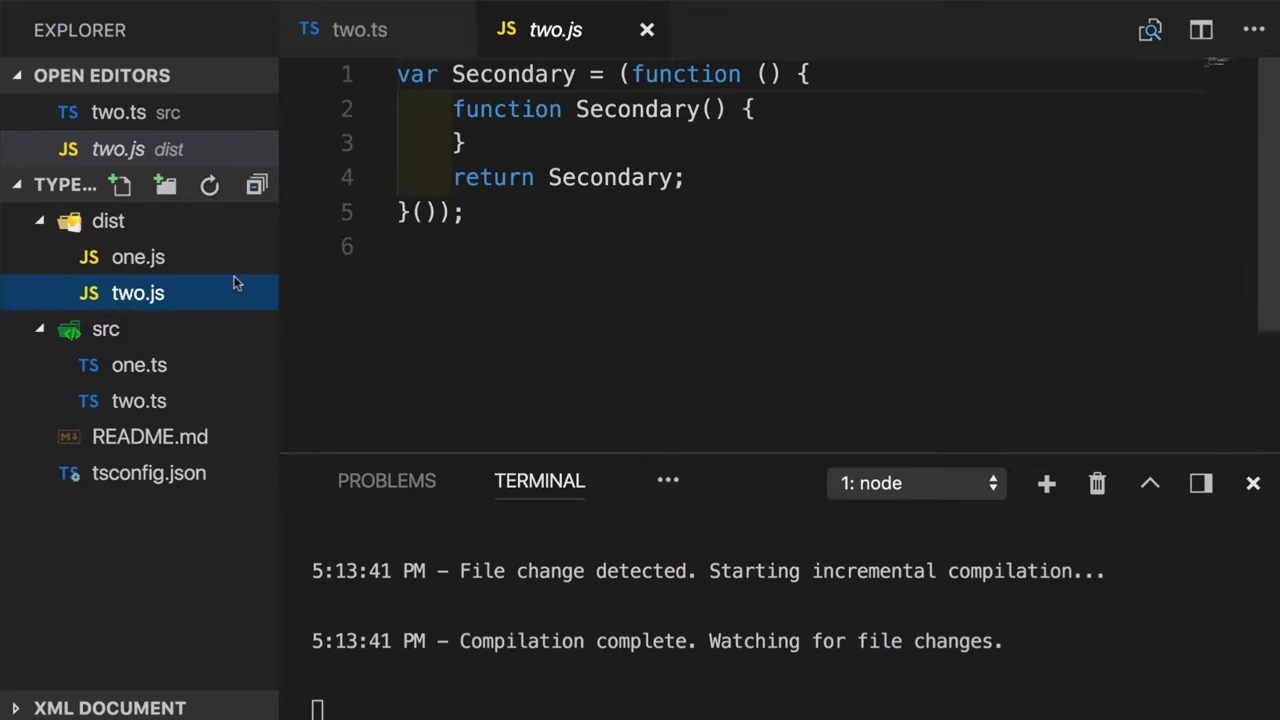 EXPLORER
OPEN EDITORS
TS two.ts src
JS two.js dist
TYPE...
dist
JS one.js
JS two.js
src
TS one.ts
TS two.ts
M↓ README.md
TS tsconfig.json
XML DOCUMENT
TS two.ts JS two.js
1 var Secondary = (function () {
2 function Secondary() {
3 }
4 return Secondary;
5 }());
6
PROBLEMS TERMINAL ... 1: node
5:13:41 PM - File change detected. Starting incremental compilation...
5:13:41 PM - Compilation complete. Watching for file changes.